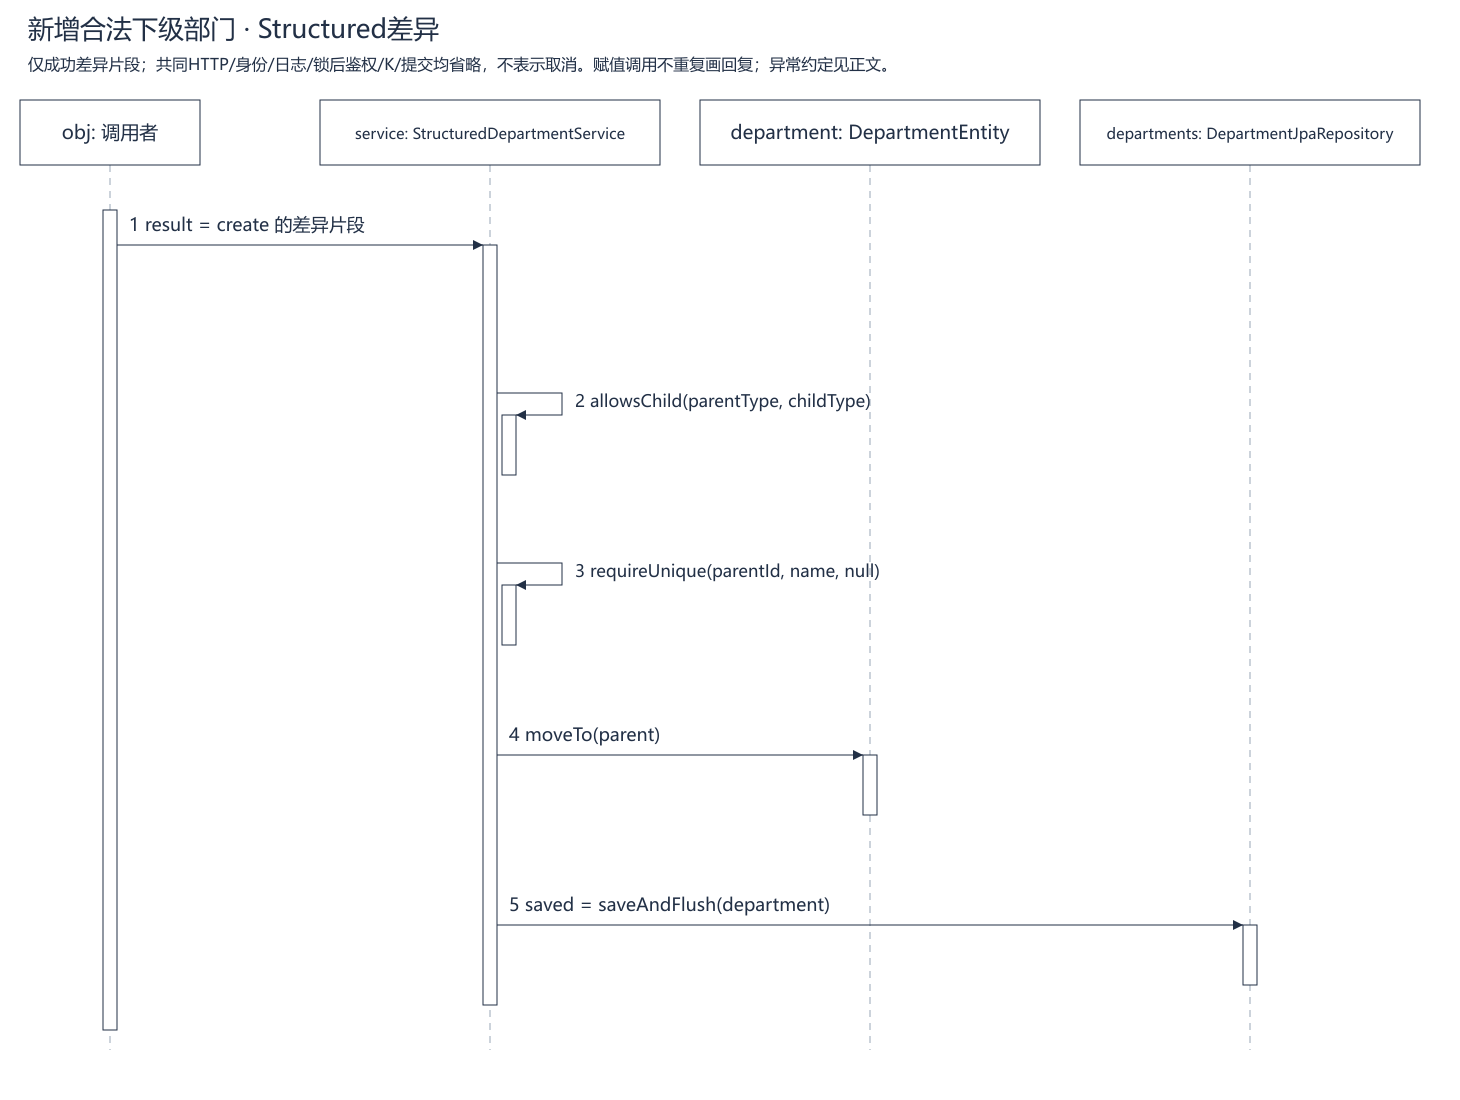 新增合法下级部门 · Structured差异
仅成功差异片段；共同HTTP/身份/日志/锁后鉴权/K/提交均省略，不表示取消。赋值调用不重复画回复；异常约定见正文。
obj: 调用者
service: StructuredDepartmentService
department: DepartmentEntity
departments: DepartmentJpaRepository
1 result = create 的差异片段
2 allowsChild(parentType, childType)
3 requireUnique(parentId, name, null)
4 moveTo(parent)
5 saved = saveAndFlush(department)